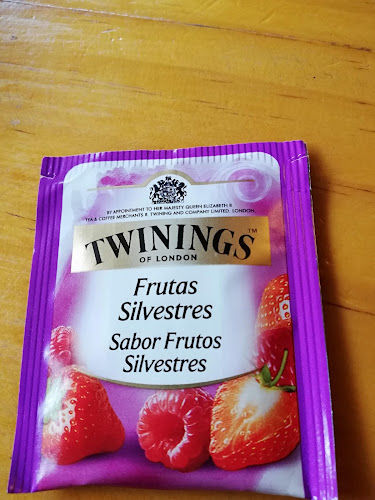 BY APPOINTMENT TO HER MAJESTY QUEEN ELIZABETH II
TEA & COFFEE MERCHANTS R. TWINING AND COMPANY LIMITED, LONDON.
TWININGS™
OF LONDON
Frutas
Silvestres
Sabor Frutos
Silvestres